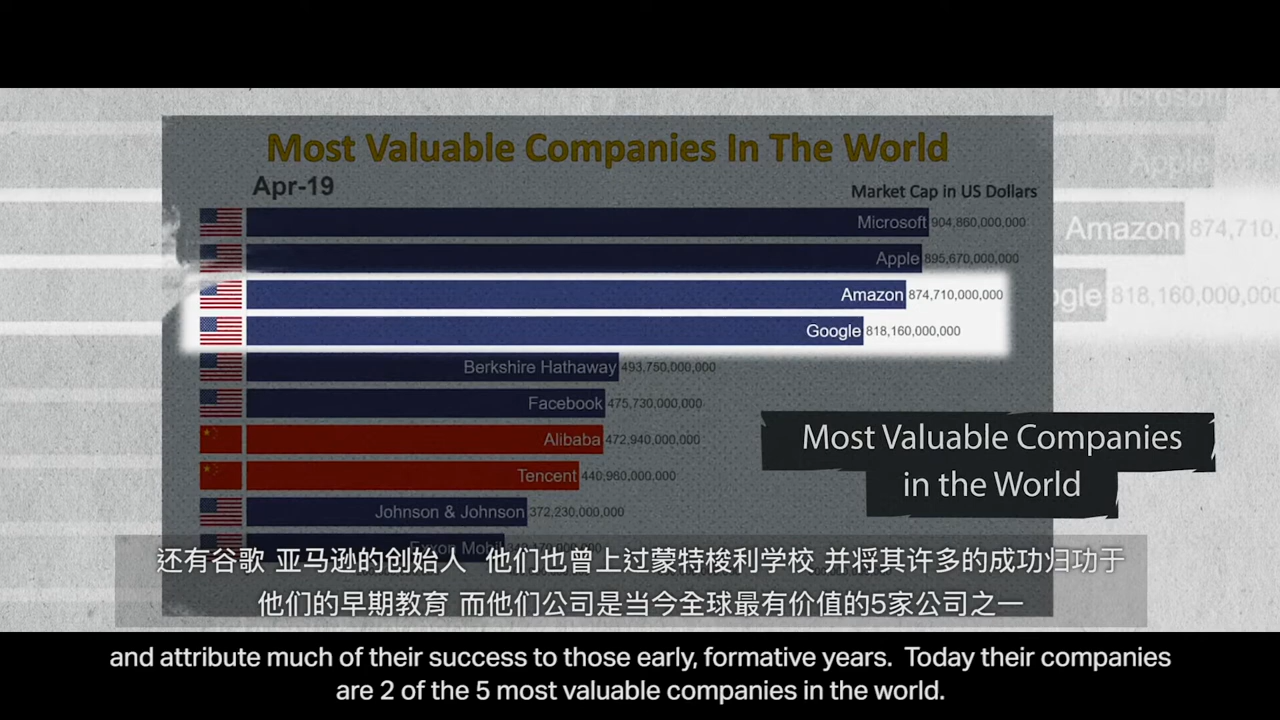 Most Valuable Companies In The World
Apr-19
Market Cap in US Dollars
Microsoft 904,860,000,000
Apple 895,670,000,000
Amazon 874,710,000,000
Google 818,160,000,000
Berkshire Hathaway 493,750,000,000
Facebook 475,730,000,000
Alibaba 472,940,000,000
Tencent 440,960,000,000
Johnson & Johnson 372,230,000,000
Exxon Mobil
Microsoft
Apple
Amazon 874,710,
gle 818,160,000,000
Most Valuable Companies
in the World
还有谷歌 亚马逊的创始人 他们也曾上过蒙特梭利学校 并将其许多的成功归功于
他们的早期教育 而他们公司是当今全球最有价值的5家公司之一
and attribute much of their success to those early, formative years. Today their companies
are 2 of the 5 most valuable companies in the world.